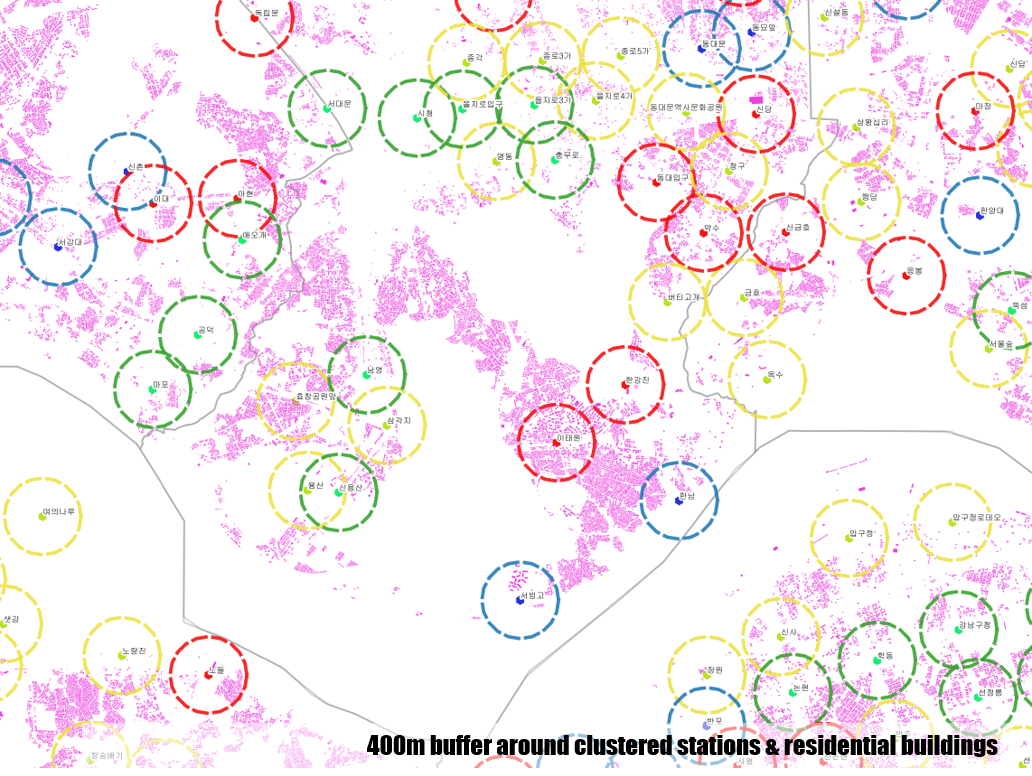 독립문
신설동
동묘앞
동대문
종각
종로3가
종로5가
신답
서대문
시청
을지로입구
을지로3가
을지로4가
동대문역사문화공원
신당
상왕십리
마장
신촌
명동
충무로
청구
이대
아현
동대입구
행당
한양대
서강대
애오개
약수
신금호
응봉
버티고개
금호
뚝섬
공덕
서울숲
마포
남영
한강진
옥수
효창공원앞
삼각지
이태원
용산
신용산
한남
여의나루
압구정
압구정로데오
서빙고
샛강
신사
강남구청
노량진
학동
노들
잠원
논현
선정릉
반포
장승배기
400m buffer around clustered stations & residential buildings